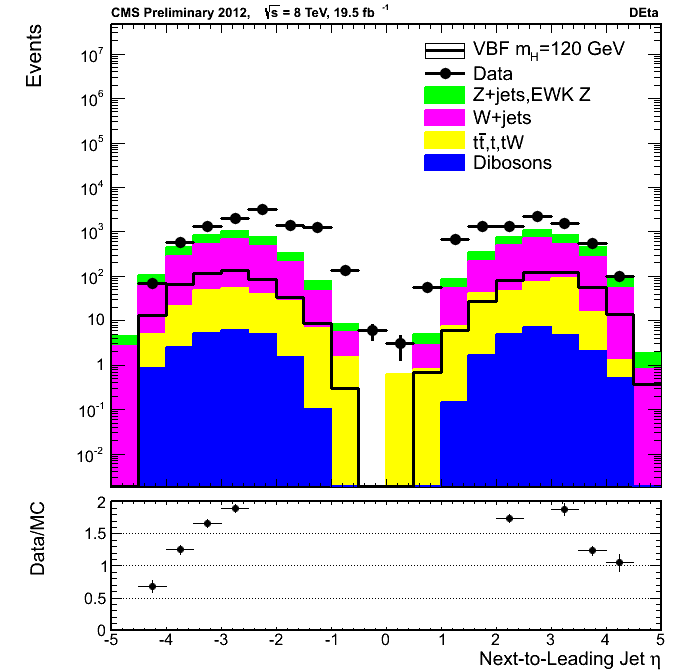 CMS Preliminary 2012, √s = 8 TeV, 19.5 fb⁻¹ DEta
Events
10⁷
10⁶
10⁵
10⁴
10³
10²
10
1
10⁻¹
10⁻²
VBF m_H=120 GeV
Data
Z+jets,EWK Z
W+jets
tt̄,t,tW
Dibosons
Data/MC
2
1.5
1
0.5
0
-5 -4 -3 -2 -1 0 1 2 3 4 5
Next-to-Leading Jet η